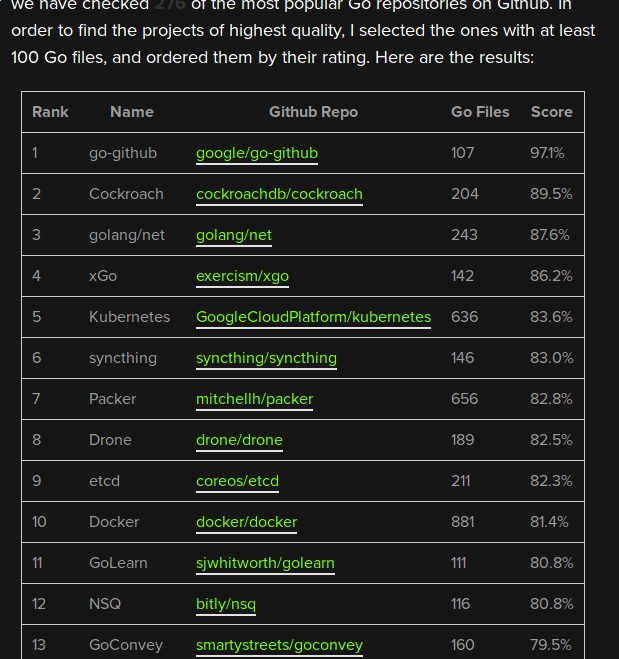 we have checked 276 of the most popular Go repositories on Github. In
order to find the projects of highest quality, I selected the ones with at least
100 Go files, and ordered them by their rating. Here are the results:
Rank Name Github Repo Go Files Score
1 go-github google/go-github 107 97.1%
2 Cockroach cockroachdb/cockroach 204 89.5%
3 golang/net golang/net 243 87.6%
4 xGo exercism/xgo 142 86.2%
5 Kubernetes GoogleCloudPlatform/kubernetes 636 83.6%
6 syncthing syncthing/syncthing 146 83.0%
7 Packer mitchellh/packer 656 82.8%
8 Drone drone/drone 189 82.5%
9 etcd coreos/etcd 211 82.3%
10 Docker docker/docker 881 81.4%
11 GoLearn sjwhitworth/golearn 111 80.8%
12 NSQ bitly/nsq 116 80.8%
13 GoConvey smartystreets/goconvey 160 79.5%